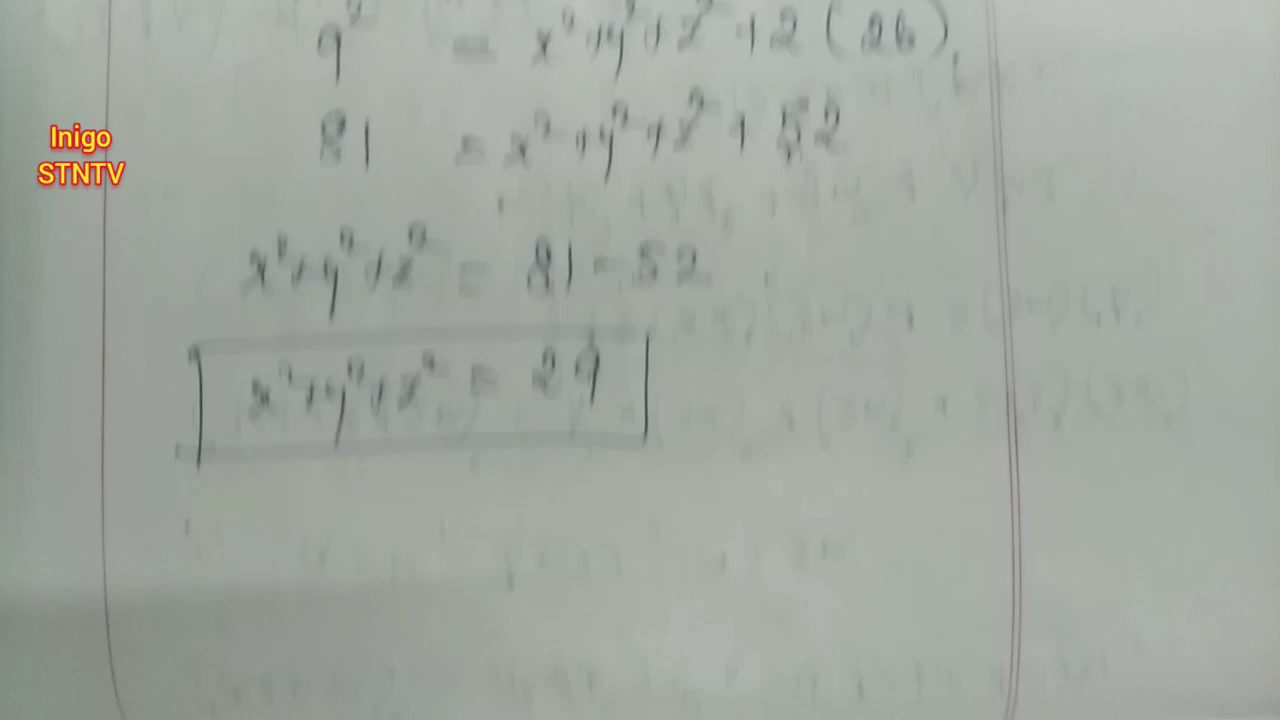 9² = x²+y²+z²+2(26)
Inigo
STNTV
81 = x²+y²+z²+52
x²+y²+z² = 81-52
x²+y²+z² = 29